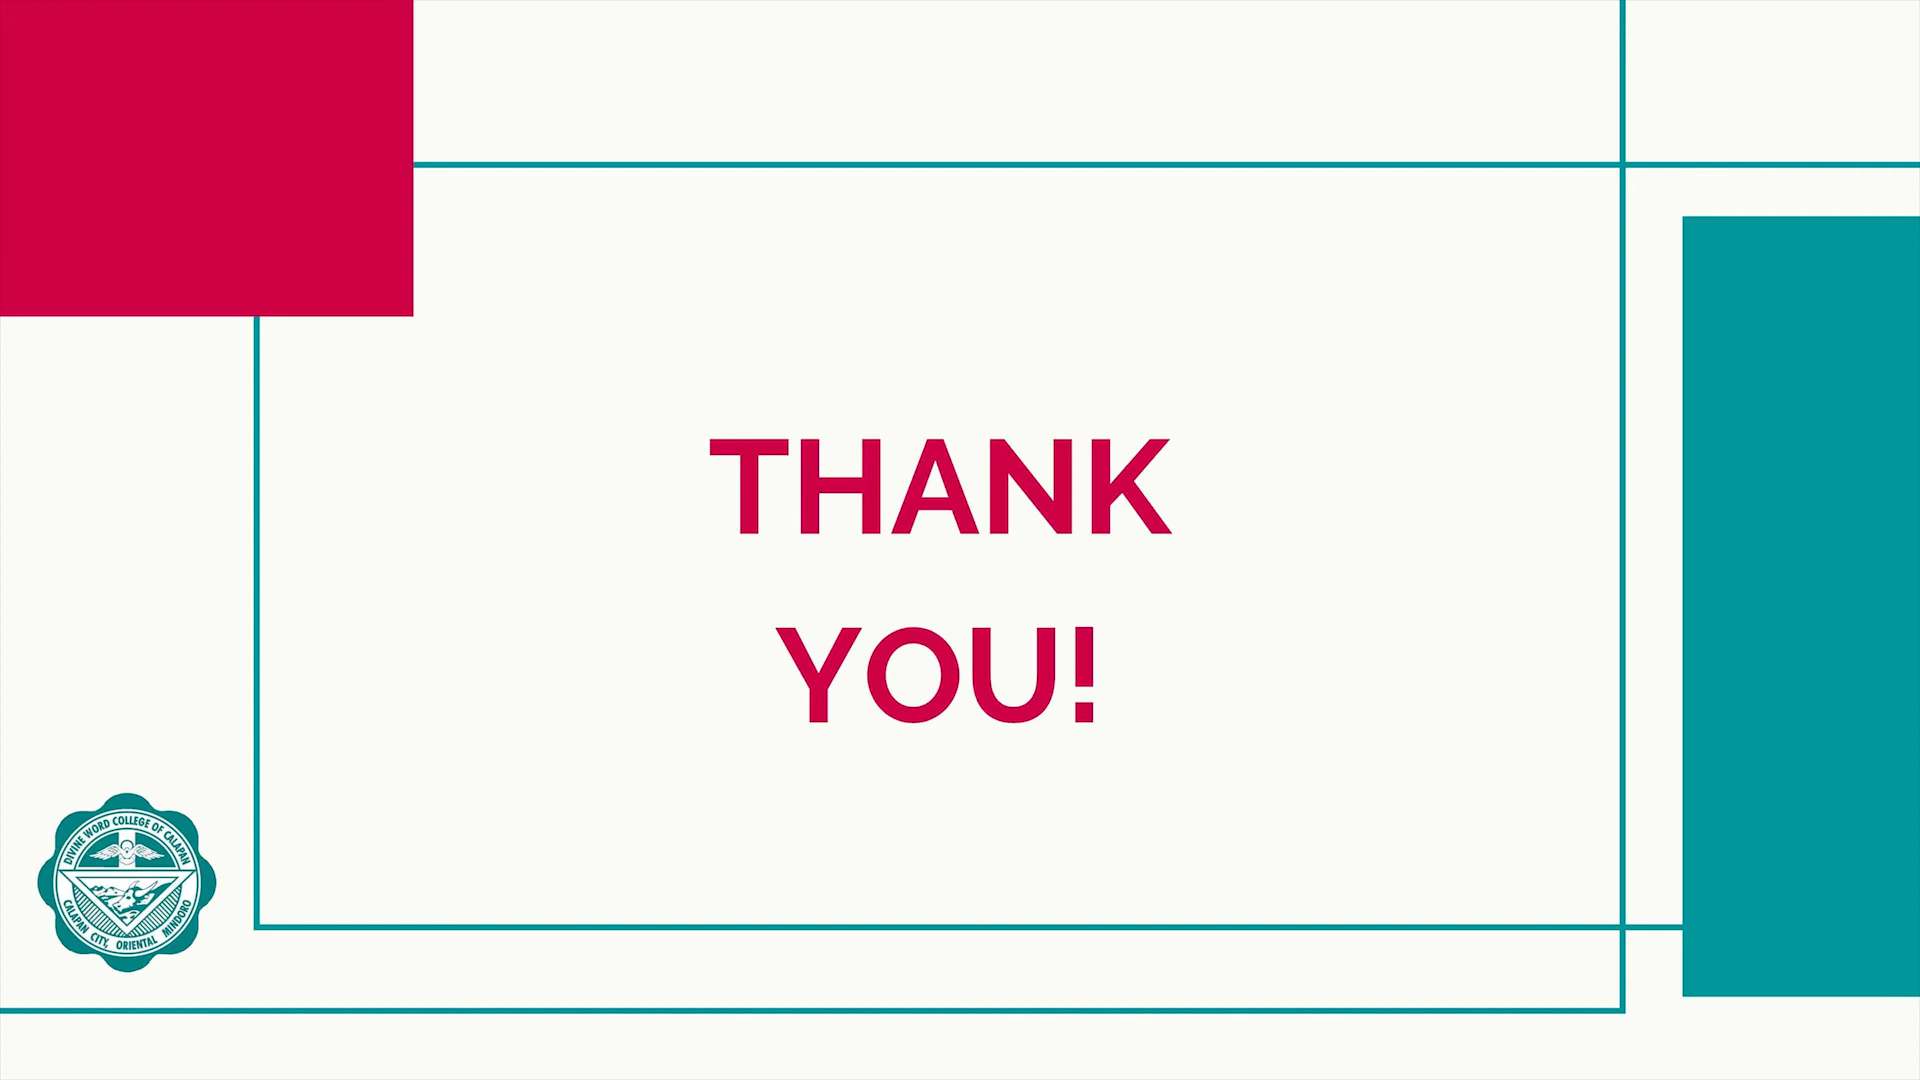 THANK
YOU!
DIVINE WORD COLLEGE OF CALAPAN
CALAPAN CITY, ORIENTAL MINDORO